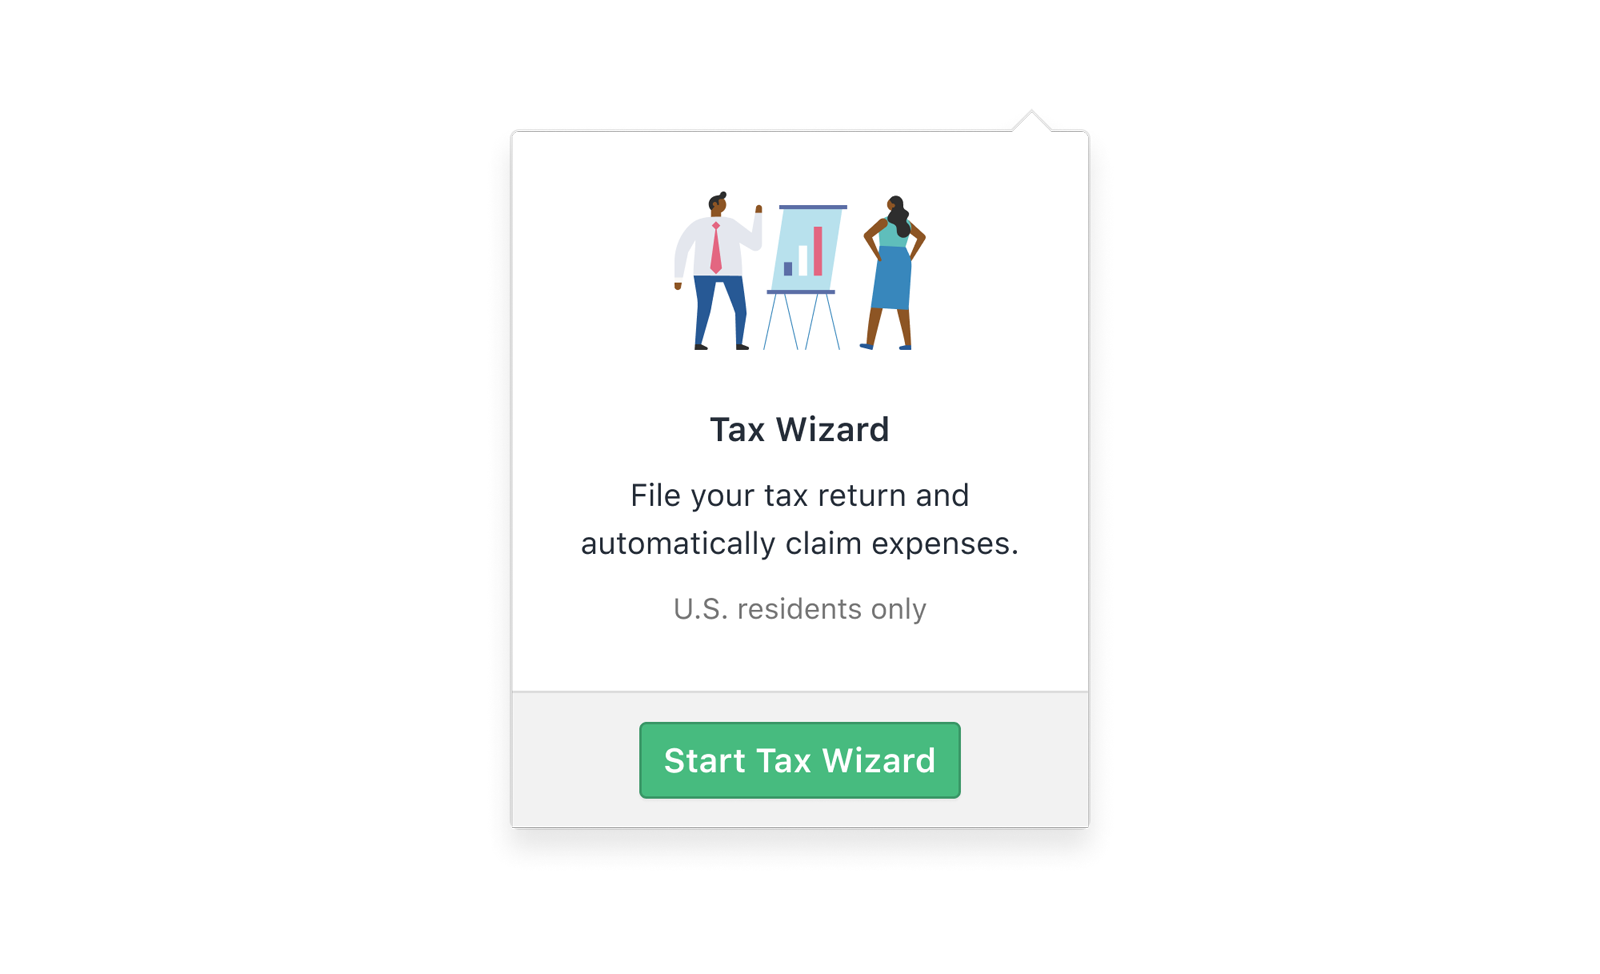 Tax Wizard
File your tax return and
automatically claim expenses.
U.S. residents only
Start Tax Wizard